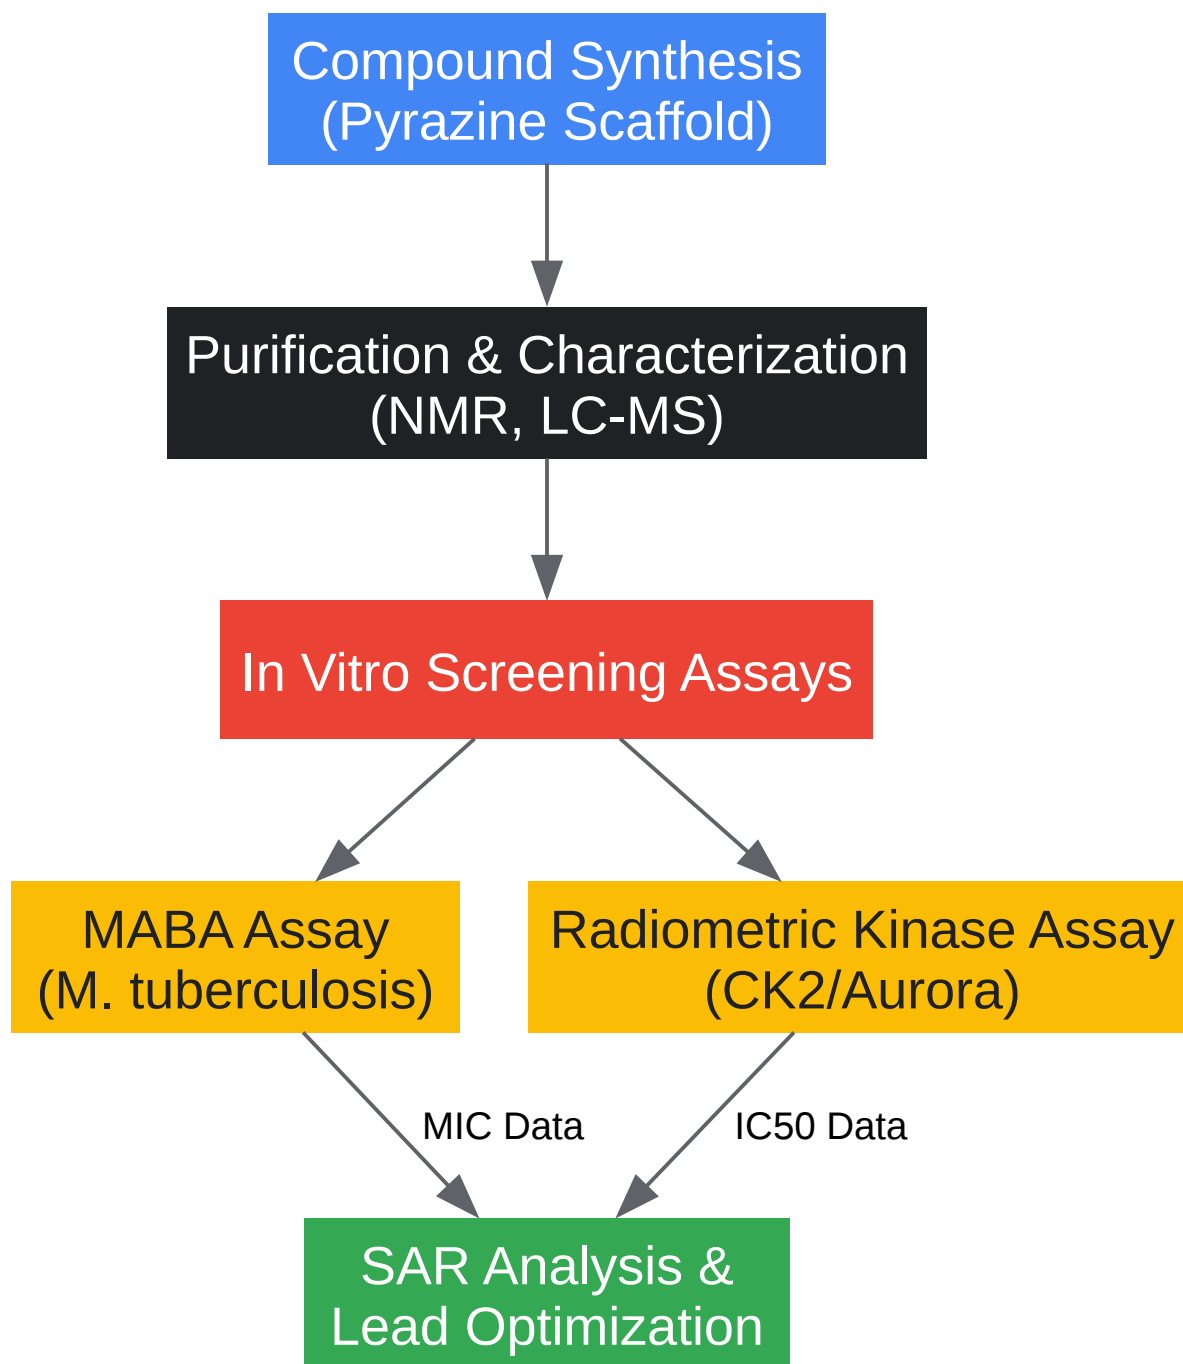 Compound Synthesis
(Pyrazine Scaffold)
Purification & Characterization
(NMR, LC-MS)
In Vitro Screening Assays
MABA Assay
(M. tuberculosis)
Radiometric Kinase Assay
(CK2/Aurora)
MIC Data
IC50 Data
SAR Analysis &
Lead Optimization